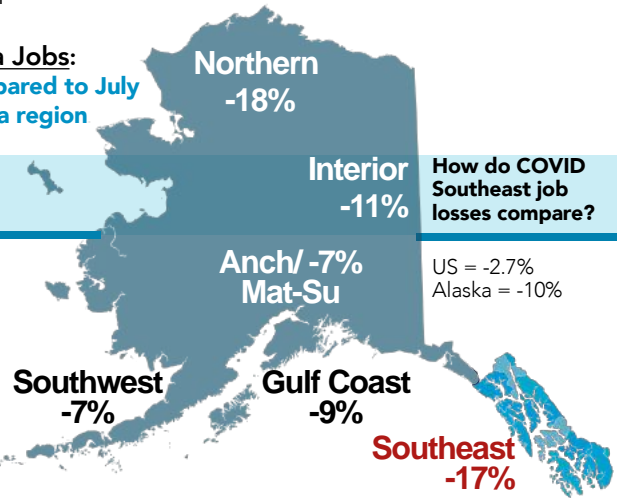 Jobs:
to July
region
Northern
-18%
Interior
-11%
How do COVID
Southeast job
losses compare?
Anch/ -7%
Mat-Su
US = -2.7%
Alaska = -10%
Southwest
-7%
Gulf Coast
-9%
Southeast
-17%